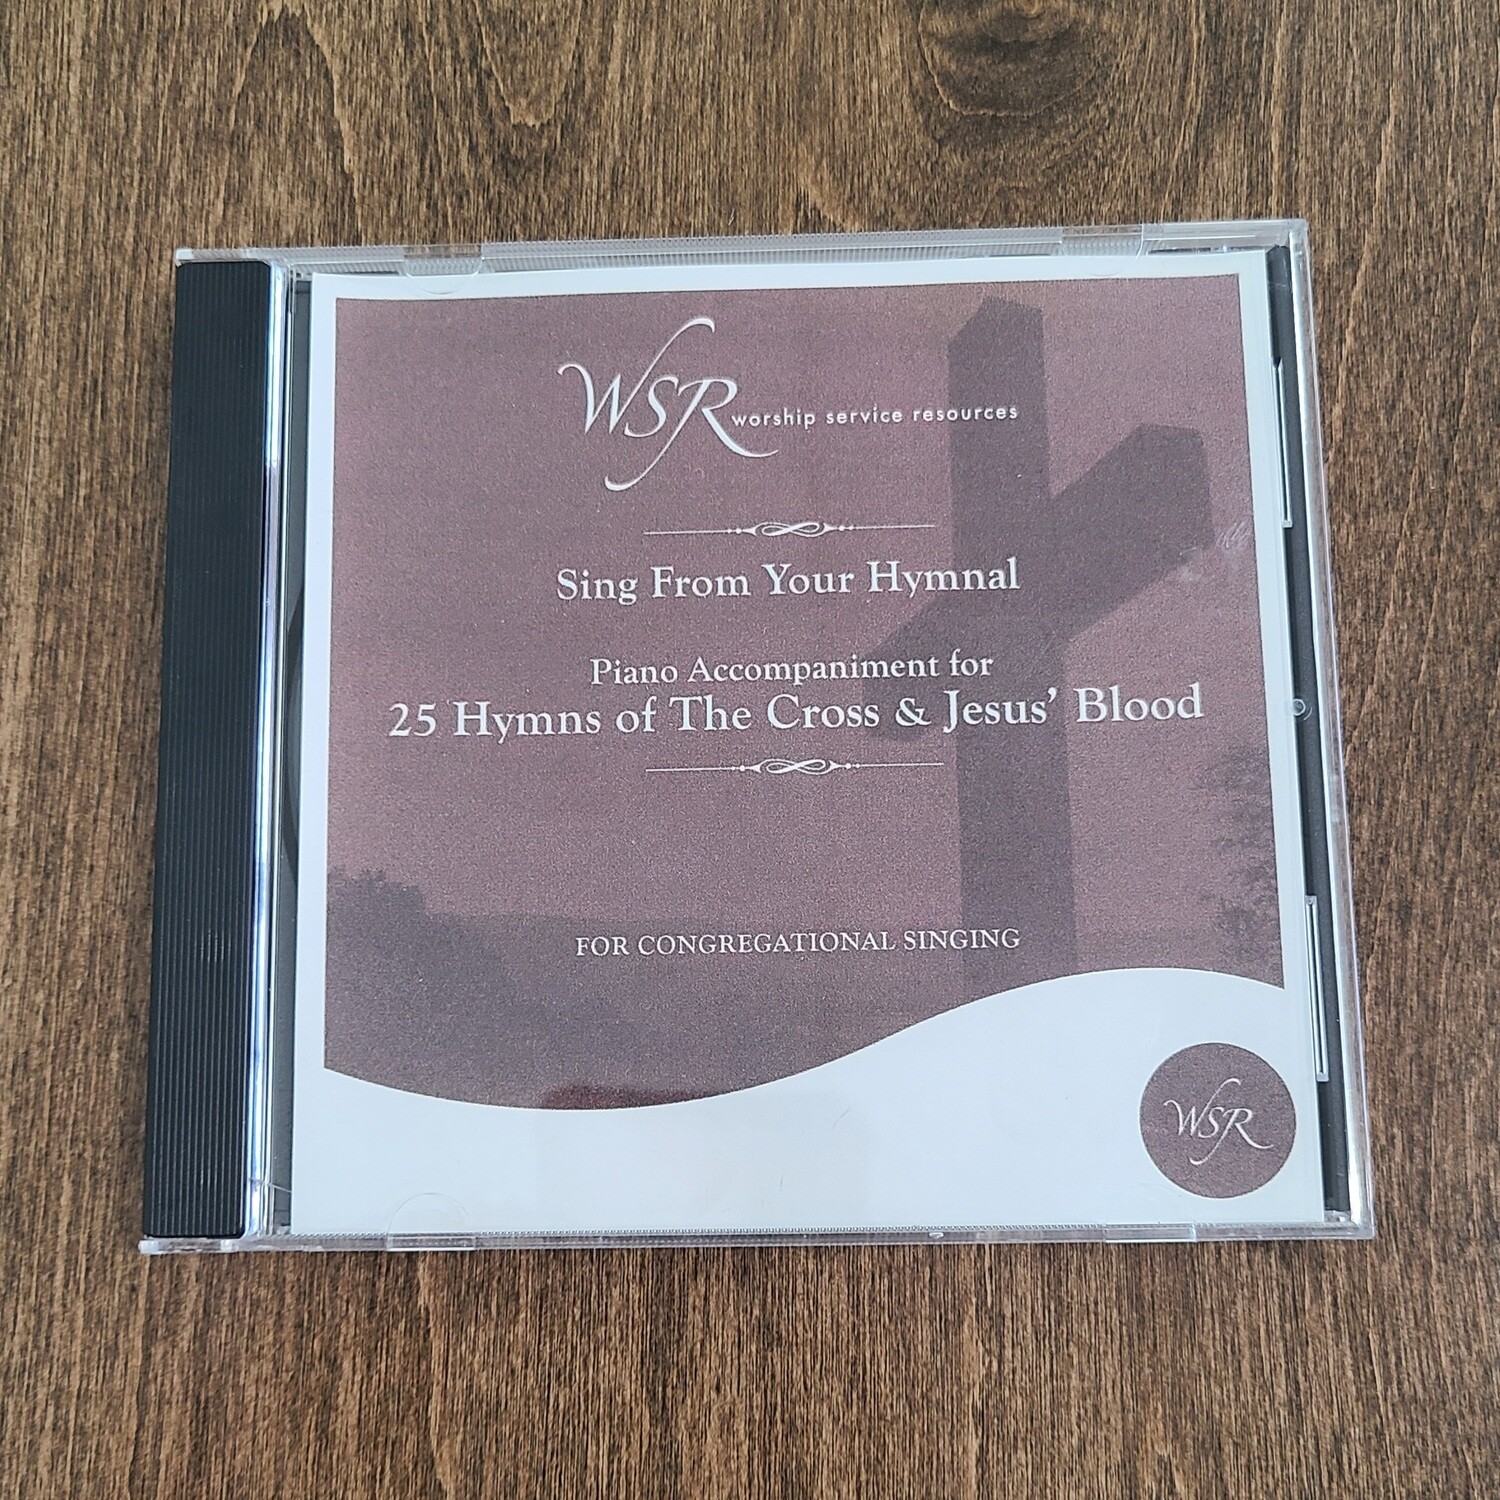 WSR worship service resources
Sing From Your Hymnal
Piano Accompaniment for
25 Hymns of The Cross & Jesus' Blood
FOR CONGREGATIONAL SINGING
WSR